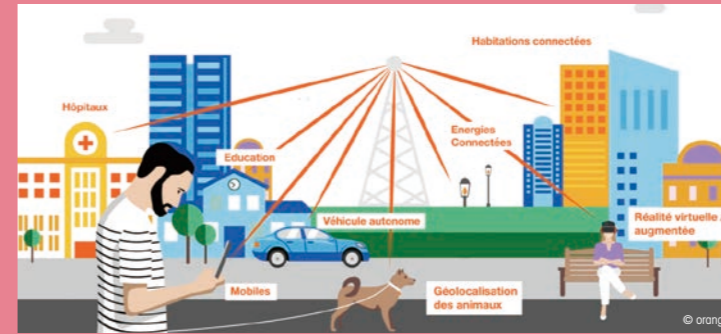 Habitations connectées
Hôpitaux
Energies
Connectées
Education
Véhicule autonome
Réalité virtuelle /
augmentée
Mobiles
Géolocalisation
des animaux
© orang